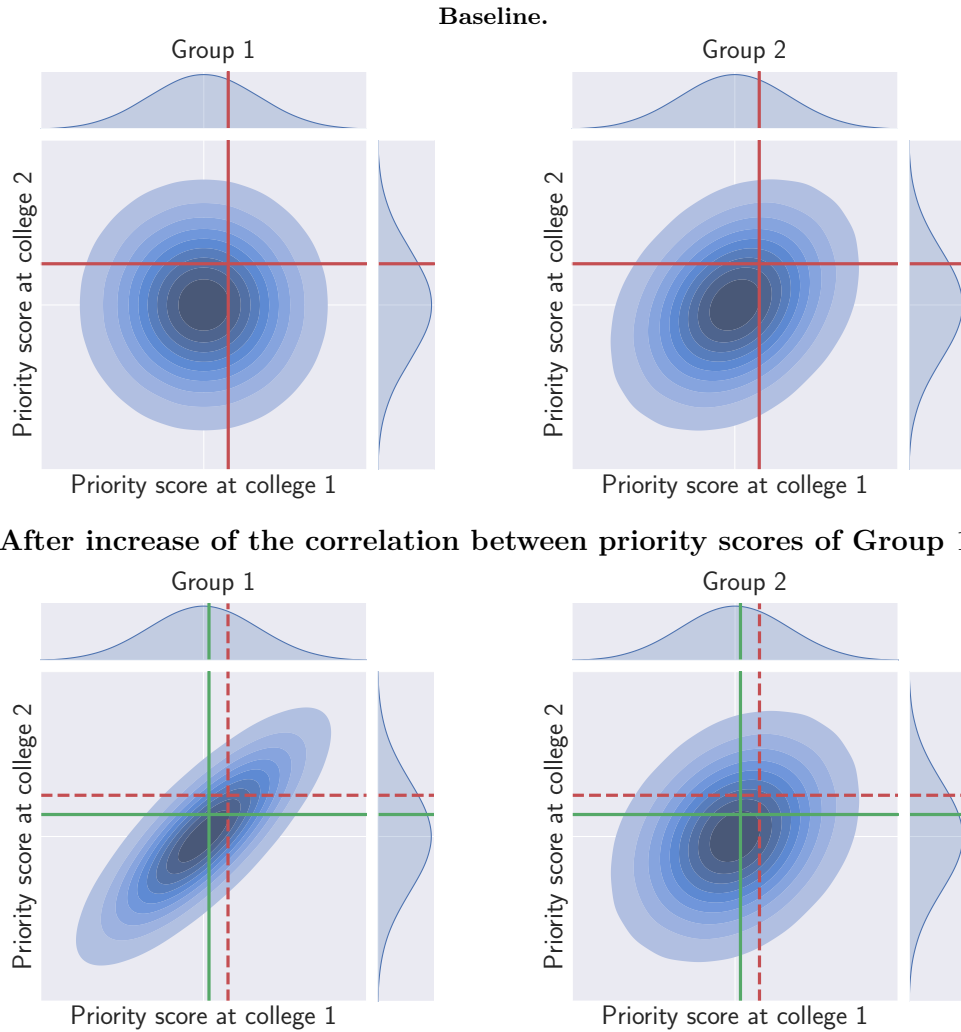 Baseline.
Group 1
Group 2
Priority score at college 2
Priority score at college 2
Priority score at college 1
Priority score at college 1
After increase of the correlation between priority scores of Group 1
Group 1
Group 2
Priority score at college 2
Priority score at college 2
Priority score at college 1
Priority score at college 1